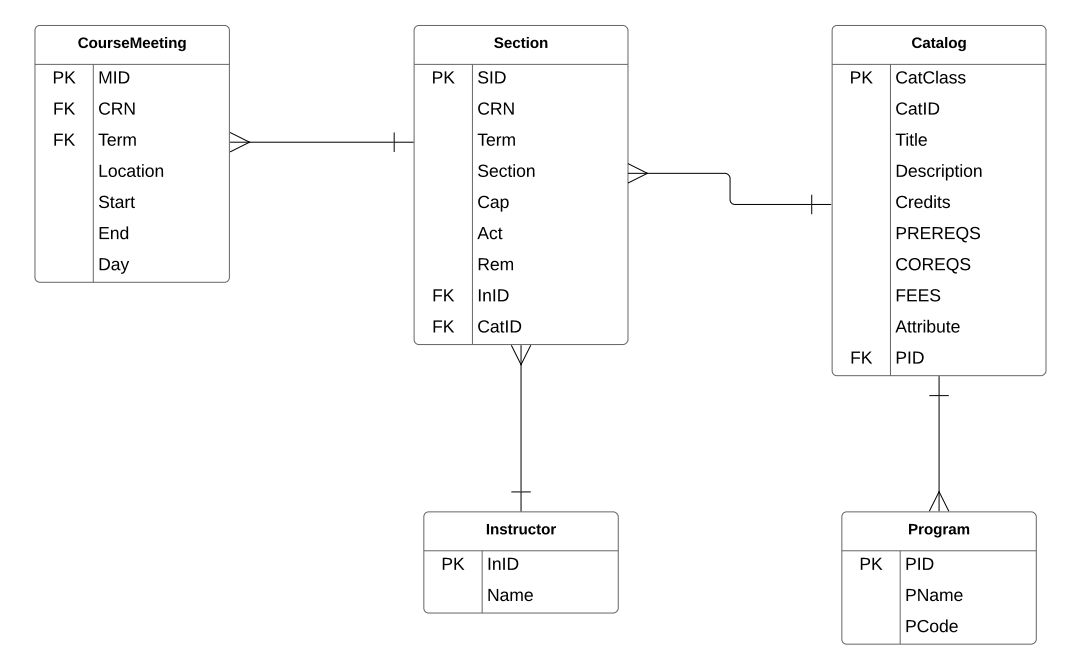 CourseMeeting
PK MID
FK CRN
FK Term
Location
Start
End
Day
Section
PK SID
CRN
Term
Section
Cap
Act
Rem
FK InID
FK CatID
Catalog
PK CatClass
CatID
Title
Description
Credits
PREREQS
COREQS
FEES
Attribute
FK PID
Instructor
PK InID
Name
Program
PK PID
PName
PCode